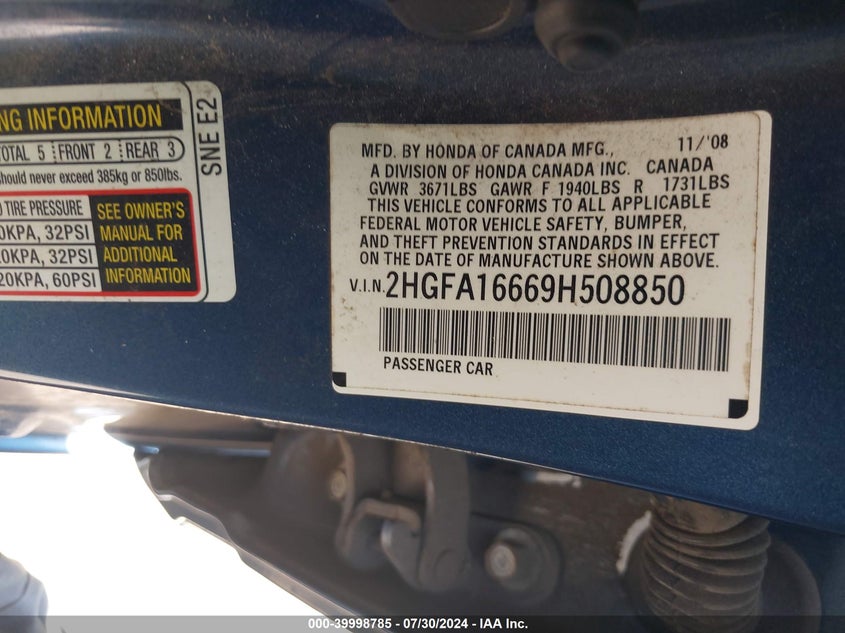 NG INFORMATION
TOTAL 5 FRONT 2 REAR 3
should never exceed 385kg or 850lbs.
TIRE PRESSURE
0KPA, 32PSI
0KPA, 32PSI
20KPA, 60PSI
SEE OWNER'S
MANUAL FOR
ADDITIONAL
INFORMATION
SNE E2
MFD. BY HONDA OF CANADA MFG., 11/'08
A DIVISION OF HONDA CANADA INC. CANADA
GVWR 3671LBS GAWR F 1940LBS R 1731LBS
THIS VEHICLE CONFORMS TO ALL APPLICABLE
FEDERAL MOTOR VEHICLE SAFETY, BUMPER,
AND THEFT PREVENTION STANDARDS IN EFFECT
ON THE DATE OF MANUFACTURE SHOWN ABOVE.
V.I.N. 2HGFA16669H508850
PASSENGER CAR
000-39998785 - 07/30/2024 - IAA Inc.